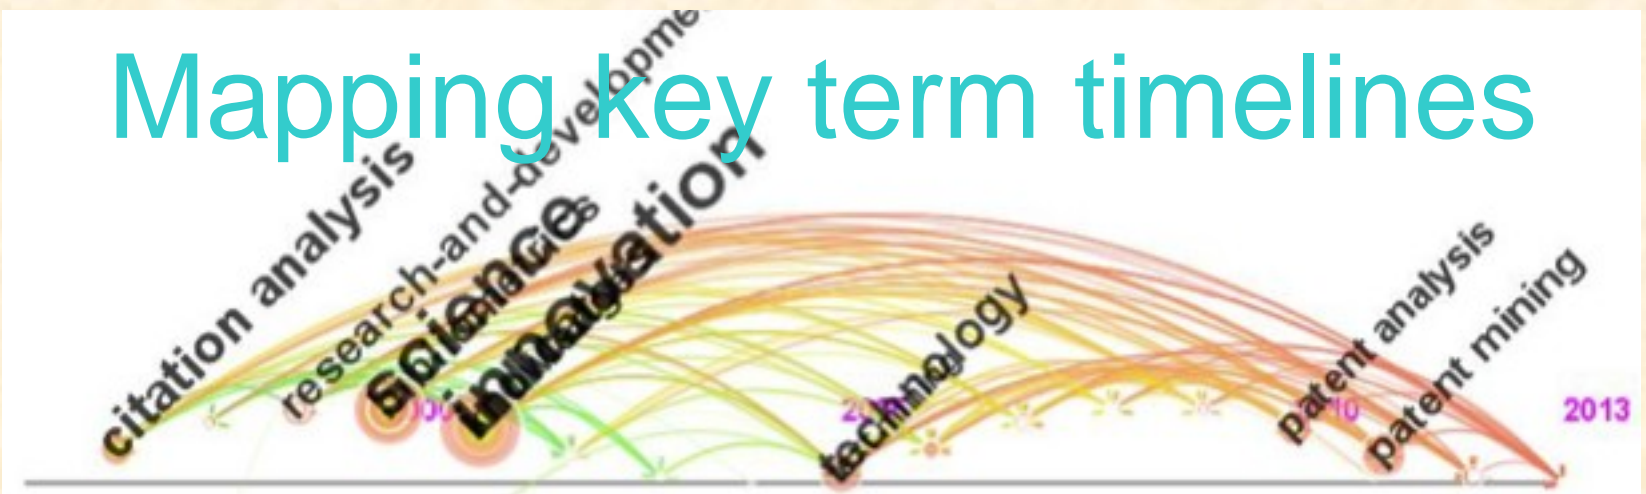 Mapping key term timelines
citation analysis
research-and-developme
science
innovation
technology
patent analysis
patent mining
2013